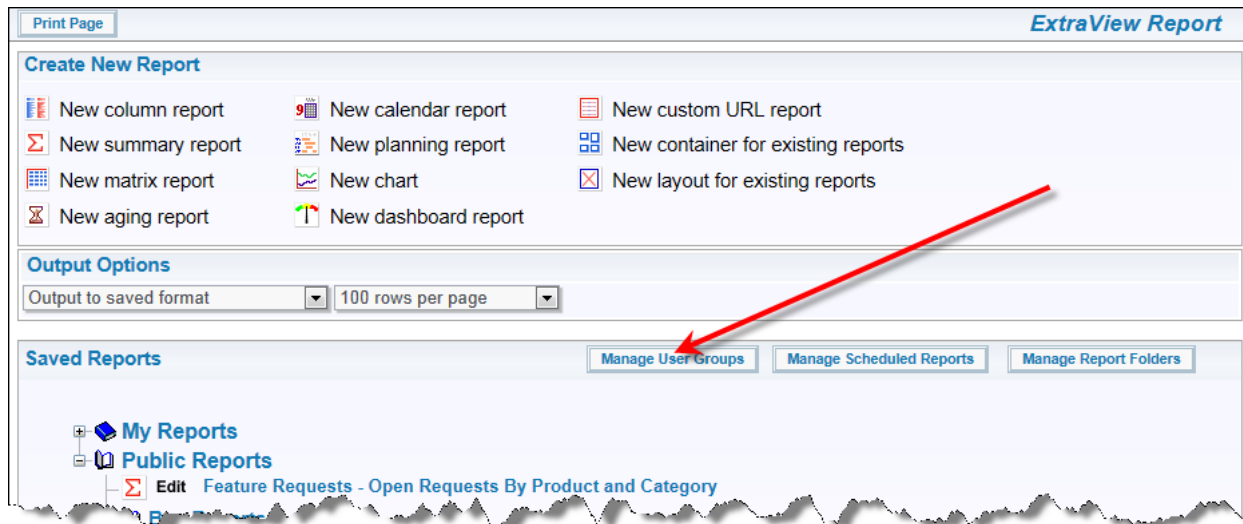 Print Page ExtraView Report
Create New Report
New column report New calendar report New custom URL report
New summary report New planning report New container for existing reports
New matrix report New chart New layout for existing reports
New aging report New dashboard report
Output Options
Output to saved format 100 rows per page
Saved Reports Manage User Groups Manage Scheduled Reports Manage Report Folders
My Reports
Public Reports
Edit Feature Requests - Open Requests By Product and Category